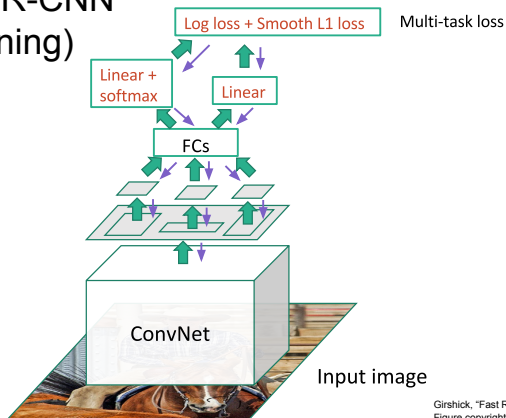 R-CNN
ning)
Log loss + Smooth L1 loss
Multi-task loss
Linear +
softmax
Linear
FCs
ConvNet
Input image
Girshick, "Fast R
Figure copyright